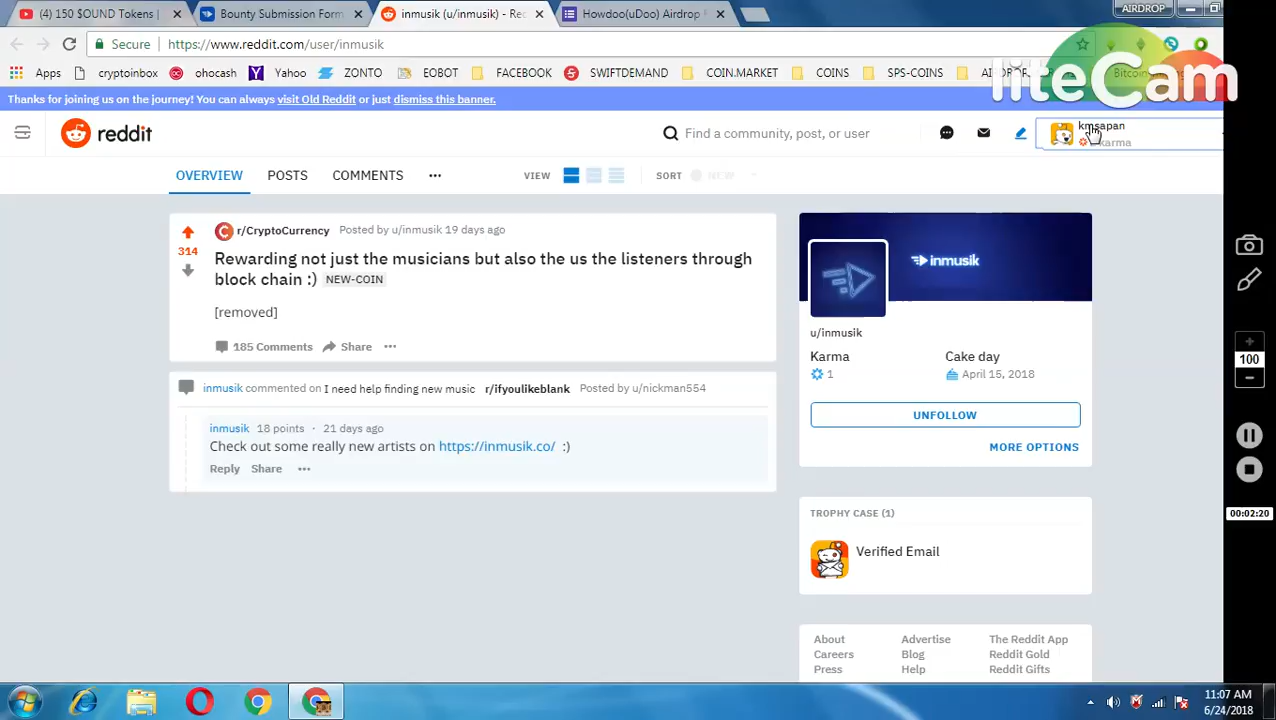 (4) 150 $OUND Tokens |
Bounty Submission Form
inmusik (u/inmusik) - Re
Howdoo(uDoo) Airdrop
AIRDROP
Secure
https://www.reddit.com/user/inmusik
Apps
cryptoinbox
ohocash
Yahoo
EOBOT
FACEBOOK
SWIFTDEMAND
COIN.MARKET
COINS
SPS-COINS
liteCam
Thanks for joining us on the journey! You can always visit Old Reddit or just dismiss this banner.
reddit
Find a community, post, or user
kmsapan
karma
OVERVIEW
POSTS
COMMENTS
VIEW
SORT
NEW
r/CryptoCurrency
Posted by u/inmusik 19 days ago
314
Rewarding not just the musicians but also the us the listeners through
block chain :) NEW-COIN
[removed]
185 Comments
Share
inmusik commented on I need help finding new music r/ifyoulikeblink Posted by u/nickman554
inmusik 18 points · 21 days ago
Check out some really new artists on https://inmusik.co/ :)
Reply Share
inmusik
u/inmusik
Karma
Cake day
1
April 15, 2018
UNFOLLOW
MORE OPTIONS
TROPHY CASE (1)
Verified Email
About
Advertise
The Reddit App
Careers
Blog
Reddit Gold
Press
Help
Reddit Gifts
100
00:02:20
11:07 AM
6/24/2018